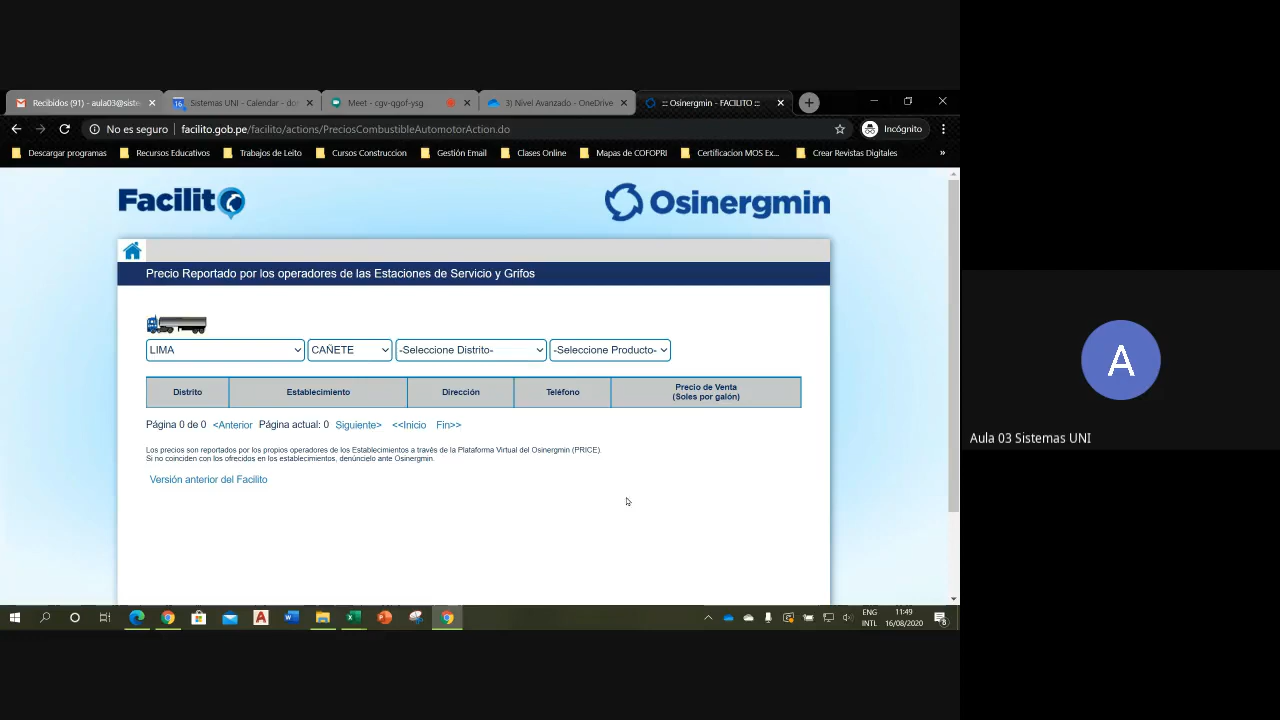 Recibidos (91) - aula03@siste
Sistemas UNI - Calendar - do
Meet - cgv-qgof-ysg
3) Nivel Avanzado - OneDrive
::: Osinergmin - FACILITO :::
No es seguro
facilito.gob.pe/facilito/actions/PreciosCombustibleAutomotorAction.do
Incógnito
Descargar programas
Recursos Educativos
Trabajos de Leito
Cursos Construccion
Gestión Email
Clases Online
Mapas de COFOPRI
Certificacion MOS Ex...
Crear Revistas Digitales
»
Facilito
Osinergmin
Precio Reportado por los operadores de las Estaciones de Servicio y Grifos
LIMA
CAÑETE
-Seleccione Distrito-
-Seleccione Producto-
Distrito
Establecimiento
Dirección
Teléfono
Precio de Venta
(Soles por galón)
Página 0 de 0 <Anterior Página actual: 0 Siguiente> <<Inicio Fin>>
Los precios son reportados por los propios operadores de los Establecimientos a través de la Plataforma Virtual del Osinergmin (PRICE).
Si no coinciden con los ofrecidos en los establecimientos, denúncielo ante Osinergmin.
Versión anterior del Facilito
A
Aula 03 Sistemas UNI
ENG
INTL
11:49
16/08/2020